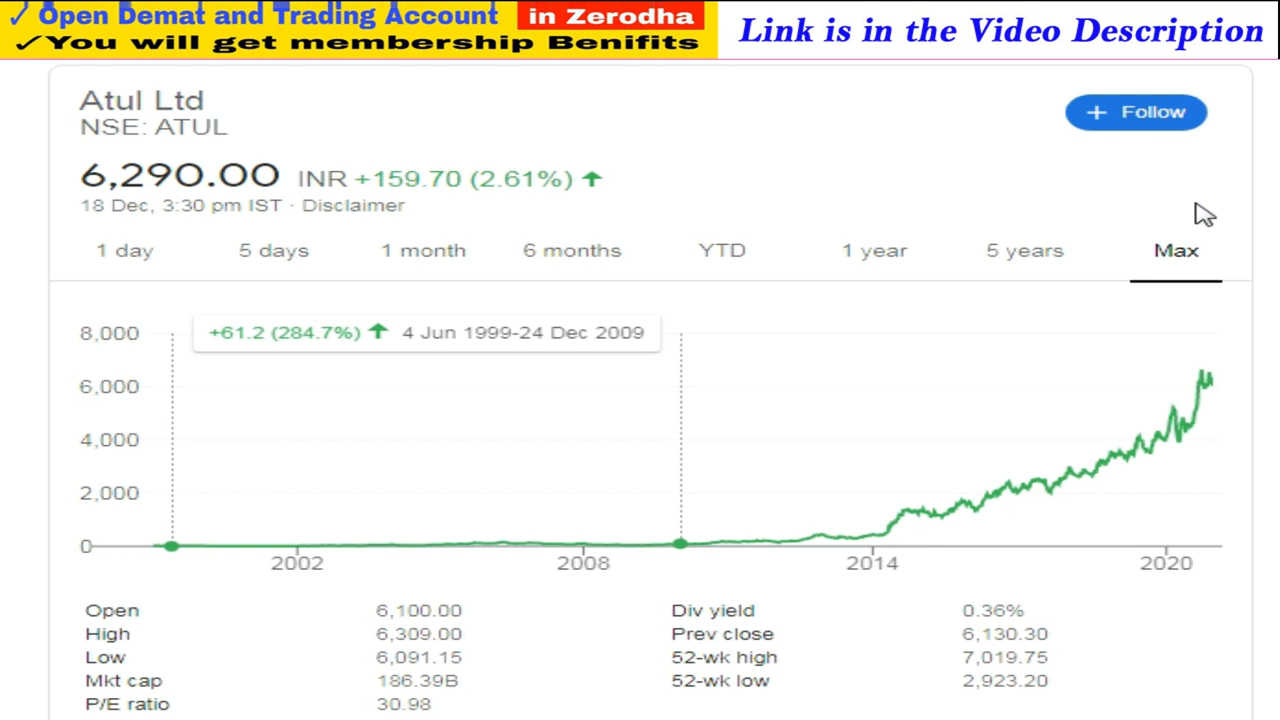 ✓ Open Demat and Trading Account in Zerodha
✓You will get membership Benifits
Link is in the Video Description
Atul Ltd
NSE: ATUL
+ Follow
6,290.00 INR +159.70 (2.61%) ↑
18 Dec, 3:30 pm IST · Disclaimer
1 day 5 days 1 month 6 months YTD 1 year 5 years Max
+61.2 (284.7%) ↑ 4 Jun 1999-24 Dec 2009
8,000
6,000
4,000
2,000
0
2002 2008 2014 2020
Open 6,100.00 Div yield 0.36%
High 6,309.00 Prev close 6,130.30
Low 6,091.15 52-wk high 7,019.75
Mkt cap 186.39B 52-wk low 2,923.20
P/E ratio 30.98